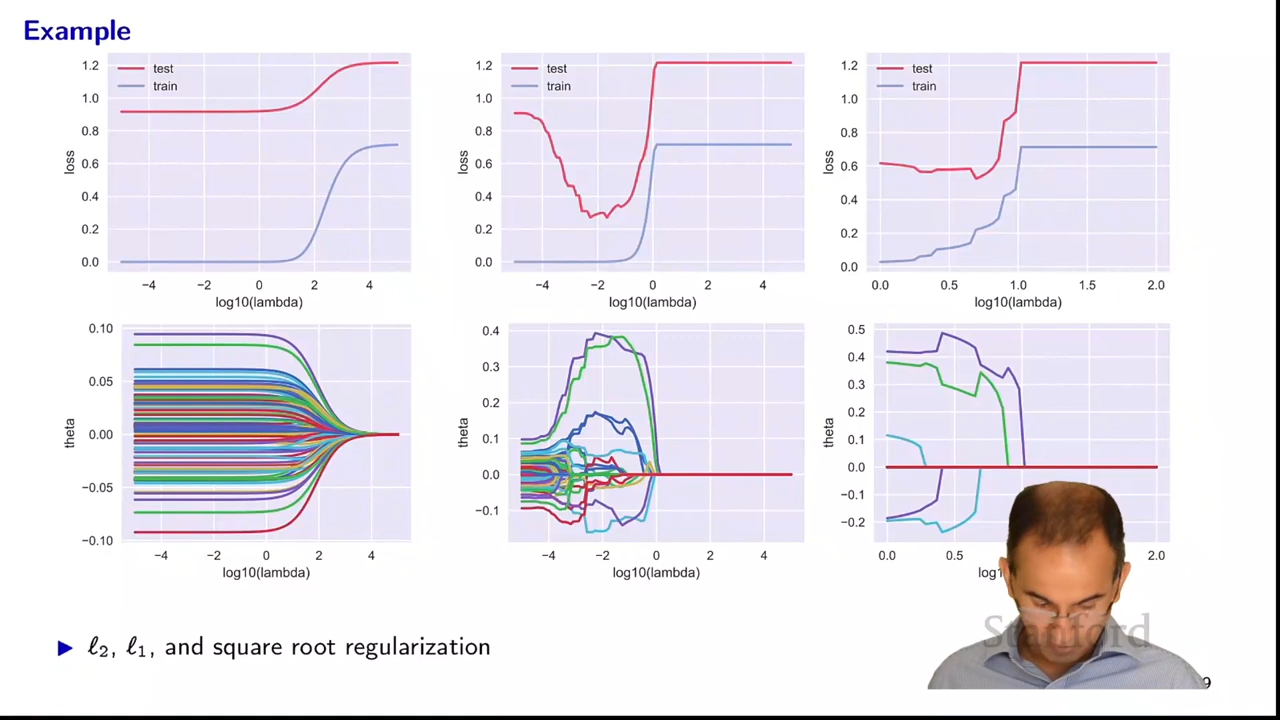 Example
test
train
1.2
1.0
0.8
0.6
0.4
0.2
0.0
loss
−4 −2 0 2 4
log10(lambda)
test
train
1.2
1.0
0.8
0.6
0.4
0.2
0.0
loss
−4 −2 0 2 4
log10(lambda)
test
train
1.2
1.0
0.8
0.6
0.4
0.2
0.0
loss
0.0 0.5 1.0 1.5 2.0
log10(lambda)
0.10
0.05
0.00
−0.05
−0.10
theta
−4 −2 0 2 4
log10(lambda)
0.4
0.3
0.2
0.1
0.0
−0.1
theta
−4 −2 0 2 4
log10(lambda)
0.5
0.4
0.3
0.2
0.1
0.0
−0.1
−0.2
theta
0.0 0.5 2.0
▶ ℓ₂, ℓ₁, and square root regularization
Stanford
9